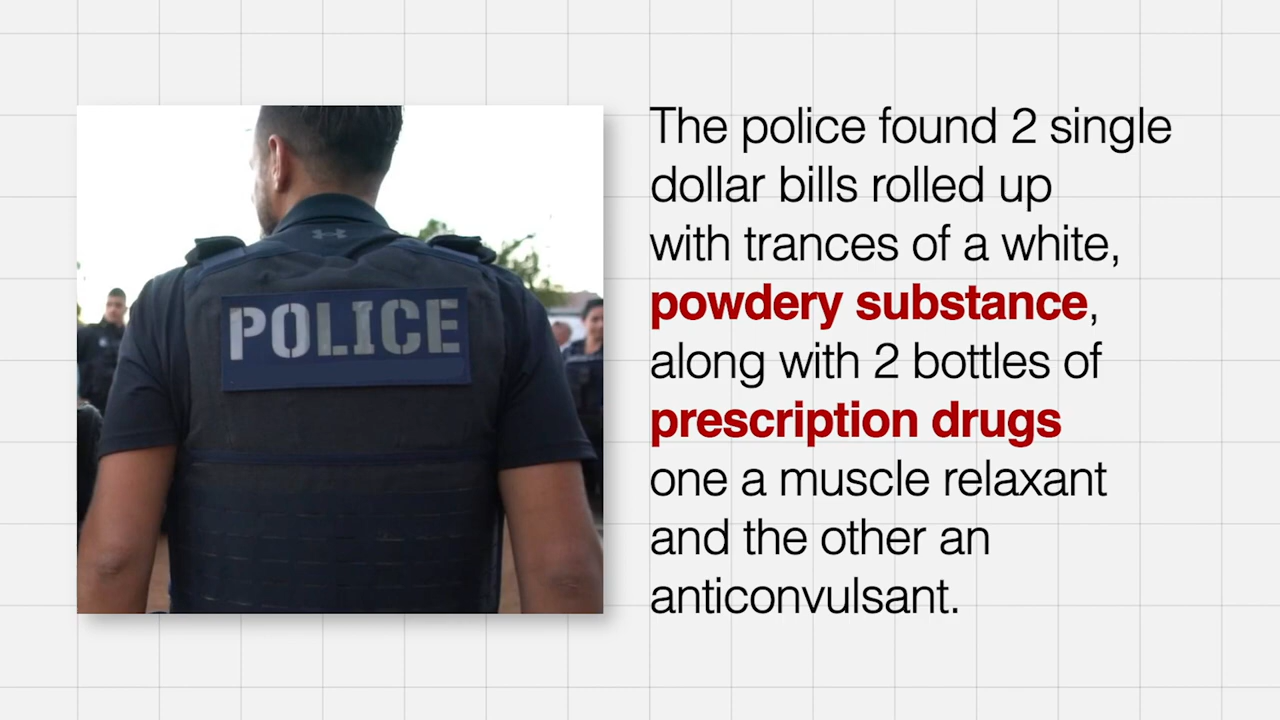 POLICE
The police found 2 single
dollar bills rolled up
with trances of a white,
powdery substance,
along with 2 bottles of
prescription drugs
one a muscle relaxant
and the other an
anticonvulsant.